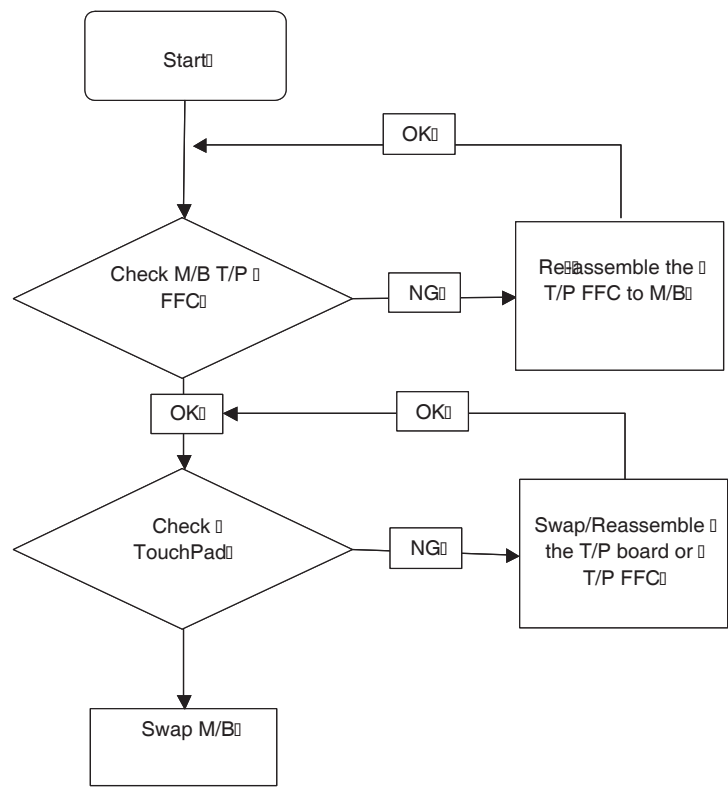 Start
OK
Check M/B T/P
FFC
NG
Re-assemble the
T/P FFC to M/B
OK
OK
Check
TouchPad
NG
Swap/Reassemble
the T/P board or
T/P FFC
Swap M/B